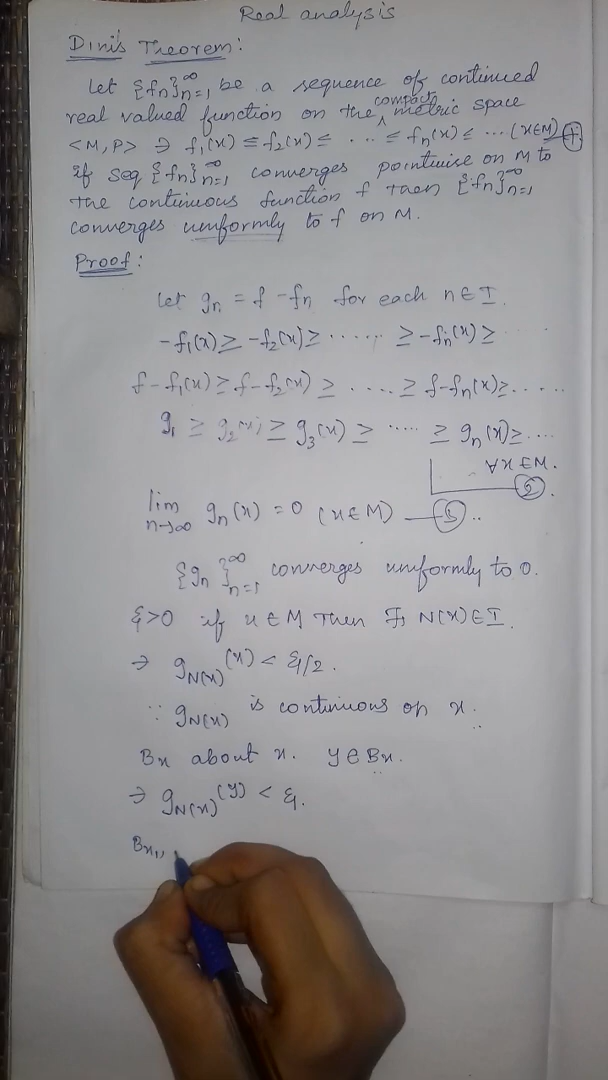 Real analysis
Dini's Theorem:
Let {fn}∞n=1 be a sequence of continued
real valued function on the compact metric space
<M, P> ∋ f1(x) ≤ f2(x) ≤ ... ≤ fn(x) ≤ ... (x∈M)
if seq {fn}∞n=1 converges pointwise on M to
the continuous function f then {fn}∞n=1
converges uniformly to f on M.
Proof:
Let gn = f - fn for each n ∈ I.
-f1(x) ≥ -f2(x) ≥ ..... ≥ -fn(x) ≥
f-f1(x) ≥ f-f2(x) ≥ ..... ≥ f-fn(x) ≥ .....
g1 ≥ g2(x) ≥ g3(x) ≥ ..... ≥ gn(x) ≥ ...
∀x∈M.
②.
lim n→∞ gn(x) = 0 (x∈M) — ③ ..
{gn}∞n=1 converges uniformly to 0.
ξ>0 if x∈M Then ∃s N(x)∈I.
∋ gN(x)(x) < ξ/2.
∵ gN(x) is continuous on x.
Bx about x. y∈Bx.
∋ gN(x)(y) < ξ.
Bx1,